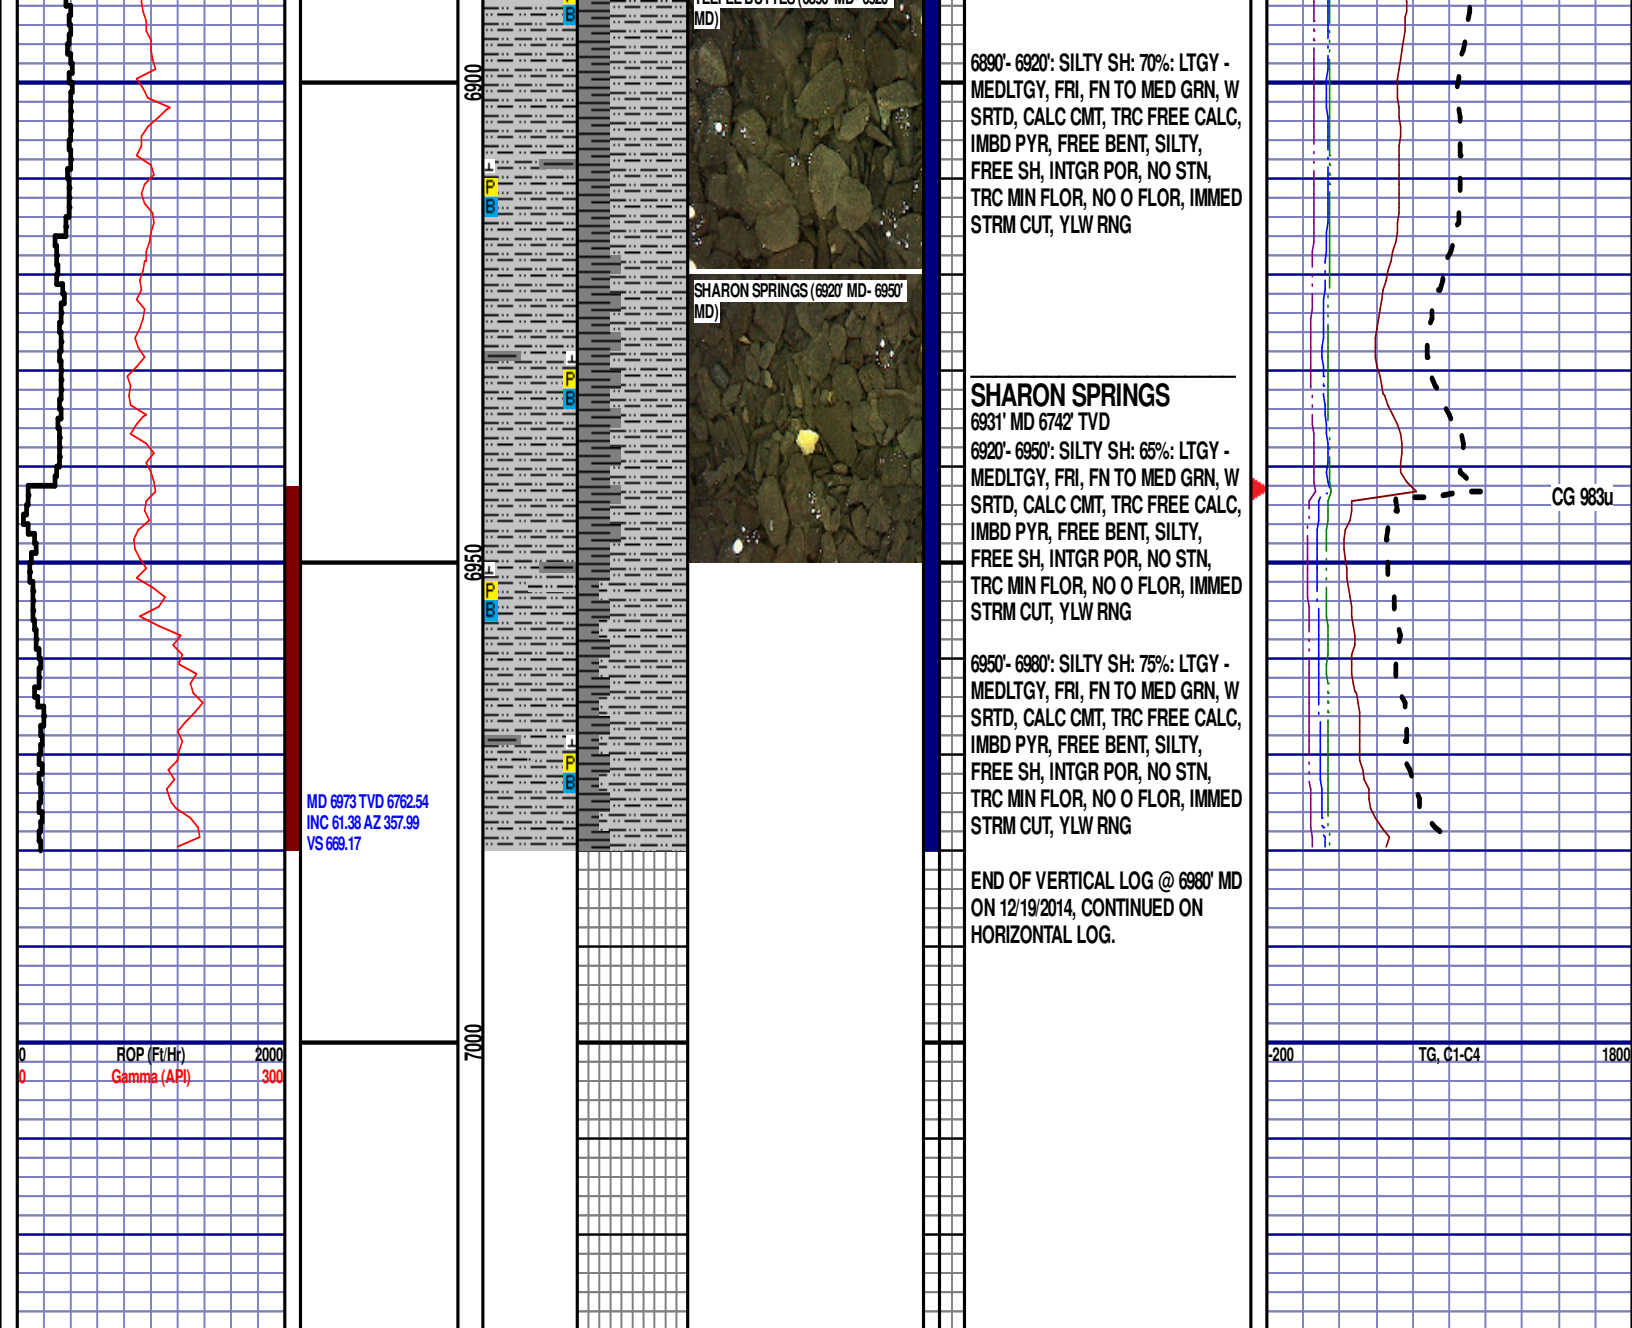 TEEPEE BUTTES (6890' MD- 6920'
MD)
B
6890'- 6920': SILTY SH: 70%: LTGY -
MEDLTGY, FRI, FN TO MED GRN, W
SRTD, CALC CMT, TRC FREE CALC,
IMBD PYR, FREE BENT, SILTY,
FREE SH, INTGR POR, NO STN,
TRC MIN FLOR, NO O FLOR, IMMED
STRM CUT, YLW RNG
6900
P
B
SHARON SPRINGS (6920' MD- 6950'
MD)
P
B
SHARON SPRINGS
6931' MD 6742' TVD
6920'- 6950': SILTY SH: 65%: LTGY -
MEDLTGY, FRI, FN TO MED GRN, W
SRTD, CALC CMT, TRC FREE CALC,
IMBD PYR, FREE BENT, SILTY,
FREE SH, INTGR POR, NO STN,
TRC MIN FLOR, NO O FLOR, IMMED
STRM CUT, YLW RNG
CG 983u
6950
P
B
6950'- 6980': SILTY SH: 75%: LTGY -
MEDLTGY, FRI, FN TO MED GRN, W
SRTD, CALC CMT, TRC FREE CALC,
IMBD PYR, FREE BENT, SILTY,
FREE SH, INTGR POR, NO STN,
TRC MIN FLOR, NO O FLOR, IMMED
STRM CUT, YLW RNG
P
B
MD 6973 TVD 6762.54
INC 61.38 AZ 357.99
VS 669.17
END OF VERTICAL LOG @ 6980' MD
ON 12/19/2014, CONTINUED ON
HORIZONTAL LOG.
7000
0 ROP (Ft/Hr) 2000
0 Gamma (API) 300
-200 TG, C1-C4 1800